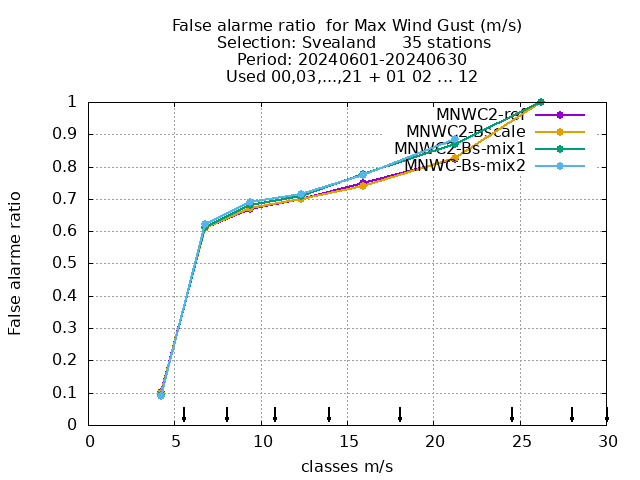 False alarme ratio  for Max Wind Gust (m/s)
Selection: Svealand     35 stations
Period: 20240601-20240630
Used 00,03,...,21 + 01 02 ... 12
False alarme ratio
1
0.9
0.8
0.7
0.6
0.5
0.4
0.3
0.2
0.1
0
MNWC2-ref
MNWC2-Bscale
MNWC2-Bs-mix1
MNWC-Bs-mix2
0 5 10 15 20 25 30
classes m/s